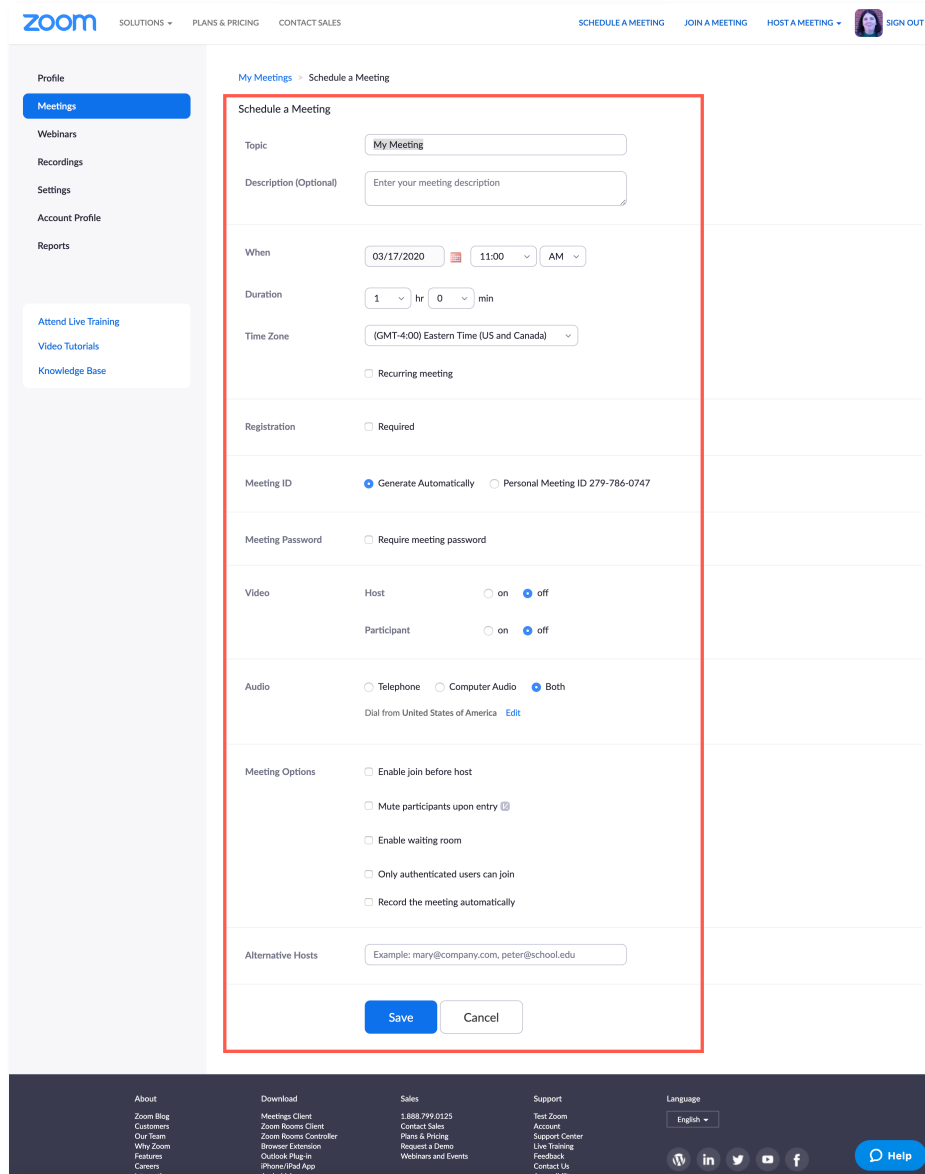 zoom SOLUTIONS PLANS & PRICING CONTACT SALES SCHEDULE A MEETING JOIN A MEETING HOST A MEETING SIGN OUT
Profile
Meetings
Webinars
Recordings
Settings
Account Profile
Reports
Attend Live Training
Video Tutorials
Knowledge Base
My Meetings > Schedule a Meeting
Schedule a Meeting
Topic My Meeting
Description (Optional) Enter your meeting description
When 03/17/2020 11:00 AM
Duration 1 hr 0 min
Time Zone (GMT-4:00) Eastern Time (US and Canada)
Recurring meeting
Registration Required
Meeting ID Generate Automatically Personal Meeting ID 279-786-0747
Meeting Password Require meeting password
Video Host on off
Participant on off
Audio Telephone Computer Audio Both
Dial from United States of America Edit
Meeting Options Enable join before host
Mute participants upon entry
Enable waiting room
Only authenticated users can join
Record the meeting automatically
Alternative Hosts Example: mary@company.com, peter@school.edu
Save Cancel
About
Zoom Blog
Customers
Our Team
Why Zoom
Features
Careers
Download
Meetings Client
Zoom Rooms Client
Zoom Rooms Controller
Browser Extension
Outlook Plug-in
iPhone/iPad App
Sales
1.888.799.0125
Contact Sales
Plans & Pricing
Request a Demo
Webinars and Events
Support
Test Zoom
Account
Support Center
Live Training
Feedback
Contact Us
Language
English
Help